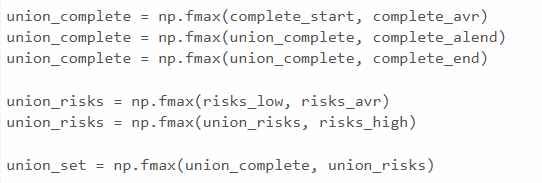 union_complete = np.fmax(complete_start, complete_avr)
union_complete = np.fmax(union_complete, complete_alend)
union_complete = np.fmax(union_complete, complete_end)
union_risks = np.fmax(risks_low, risks_avr)
union_risks = np.fmax(union_risks, risks_high)
union_set = np.fmax(union_complete, union_risks)